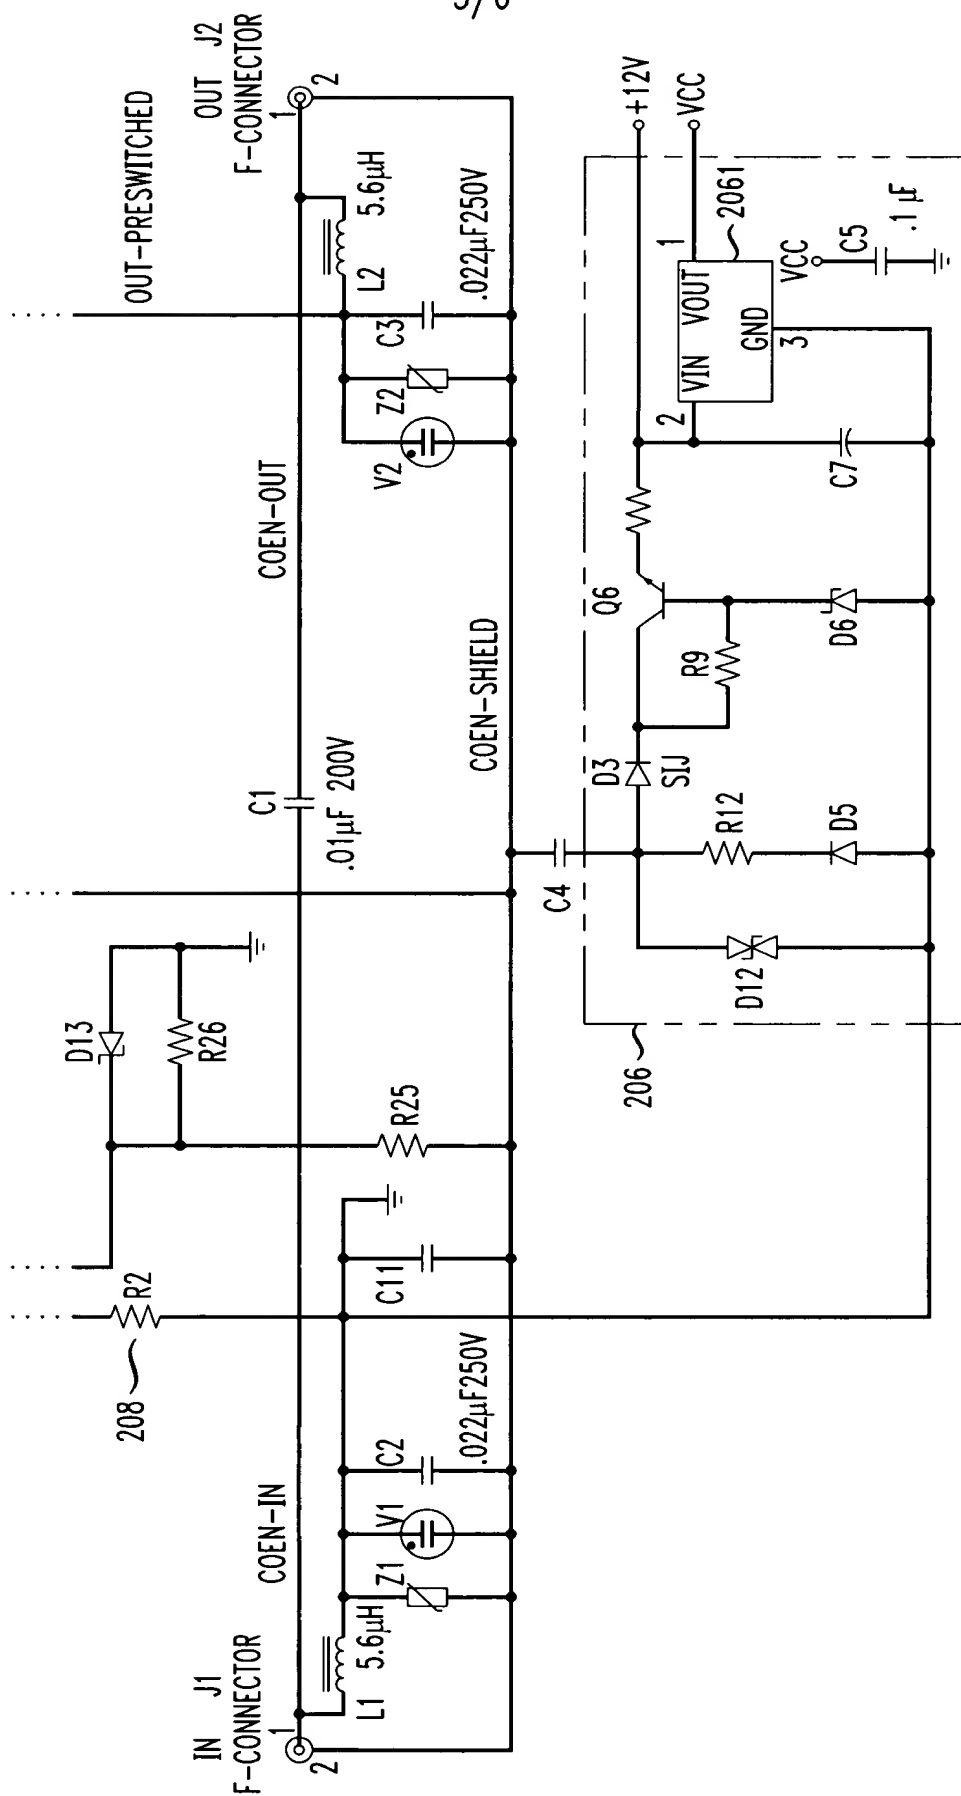 IN J1
F-CONNECTOR
1
2
L1 5.6µH
COEN-IN
Z1
V1
C2
.022µF250V
208
R2
C11
R25
D13
R26
C1
.01µF 200V
COEN-OUT
COEN-SHIELD
OUT-PRESWITCHED
V2
Z2
C3
.022µF250V
L2 5.6µH
OUT J2
F-CONNECTOR
1
2
206
D12
C4
R12
D5
D3
SIJ
R9
Q6
D6
C7
2
VIN VOUT
GND
3
1
2061
+12V
VCC
VCC
C5
.1 µF